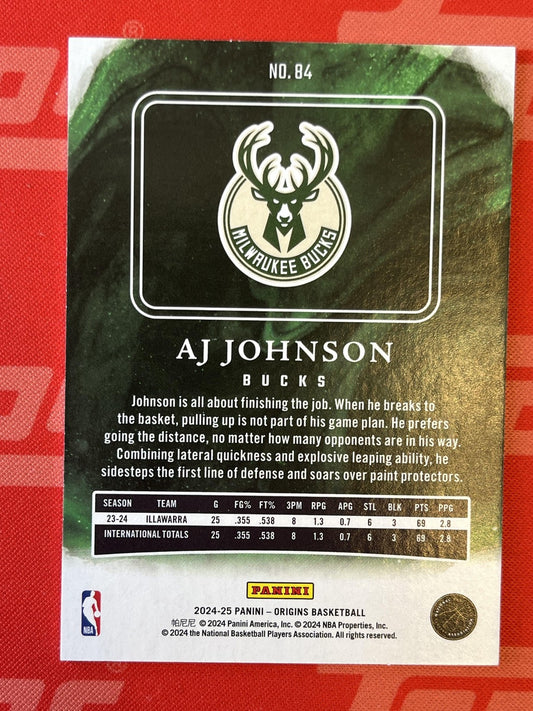 NO. 84
MILWAUKEE BUCKS
AJ JOHNSON
BUCKS
Johnson is all about finishing the job. When he breaks to
the basket, pulling up is not part of his game plan. He prefers
going the distance, no matter how many opponents are in his way.
Combining lateral quickness and explosive leaping ability, he
sidesteps the first line of defense and soars over paint protectors.
SEASON TEAM G FG% FT% 3PM RPG APG STL BLK PTS PPG
23-24 ILLAWARRA 25 .355 .538 8 1.3 0.7 6 3 69 2.8
INTERNATIONAL TOTALS 25 .355 .538 8 1.3 0.7 6 3 69 2.8
PANINI
2024-25 PANINI – ORIGINS BASKETBALL
帕尼尼 © 2024 Panini America, Inc. © 2024 NBA Properties, Inc.
© 2024 the National Basketball Players Association. All rights reserved.
NBA